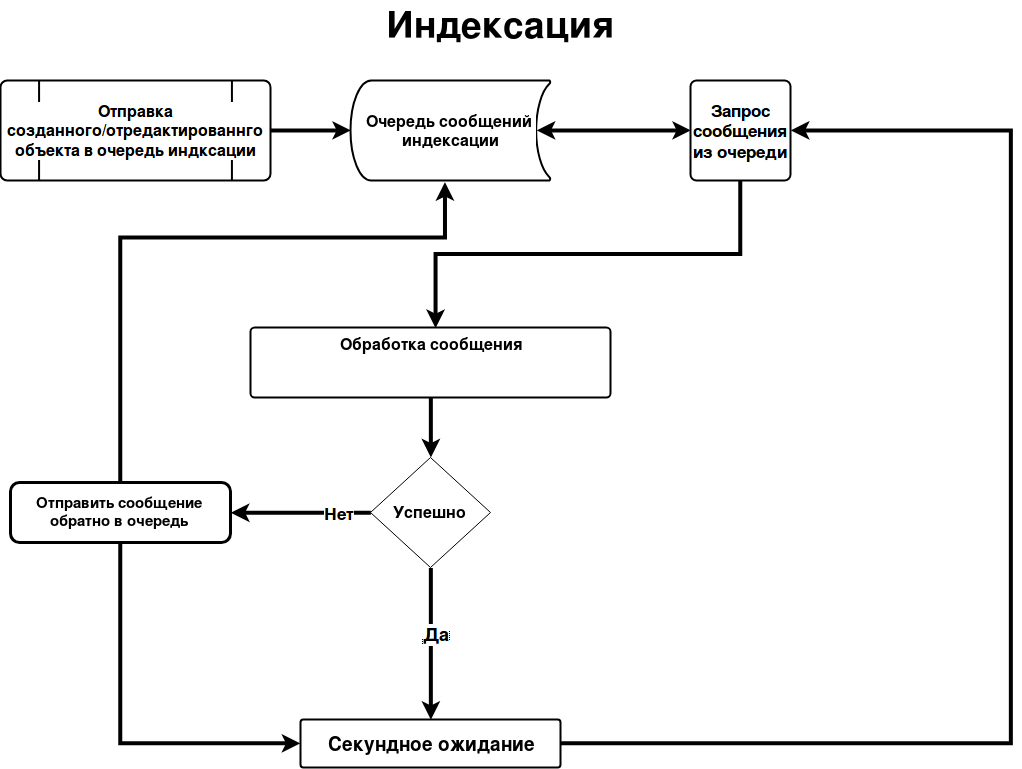 Индексация
Отправка
созданного/отредактированнго
объекта в очередь индксации
Очередь сообщений
индексации
Запрос
сообщения
из очереди
Обработка сообщения
Отправить сообщение
обратно в очередь
Нет
Успешно
Да
Секундное ожидание